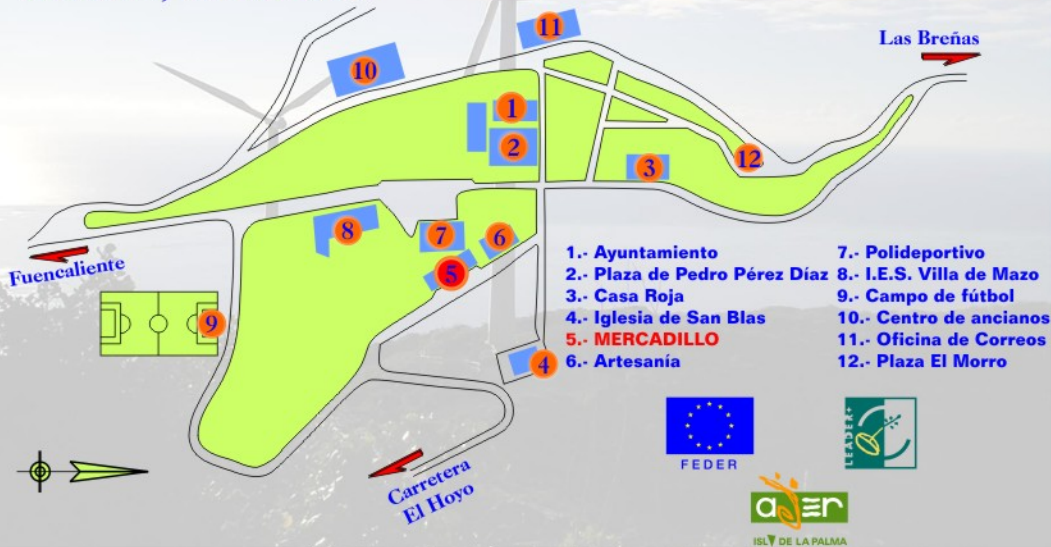 11
Las Breñas
10
1
2
12
3
8
7
6
Fuencaliente
5
9
4
1.- Ayuntamiento
2.- Plaza de Pedro Pérez Díaz
3.- Casa Roja
4.- Iglesia de San Blas
5.- MERCADILLO
6.- Artesanía
7.- Polideportivo
8.- I.E.S. Villa de Mazo
9.- Campo de fútbol
10.- Centro de ancianos
11.- Oficina de Correos
12.- Plaza El Morro
Carretera
El Hoyo
FEDER
LEADER+
ader
ISLA DE LA PALMA